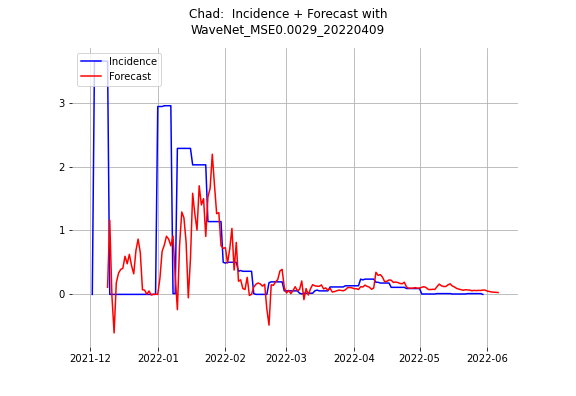 Chad:  Incidence + Forecast with
WaveNet_MSE0.0029_20220409
Incidence
Forecast
3
2
1
0
2021-12 2022-01 2022-02 2022-03 2022-04 2022-05 2022-06